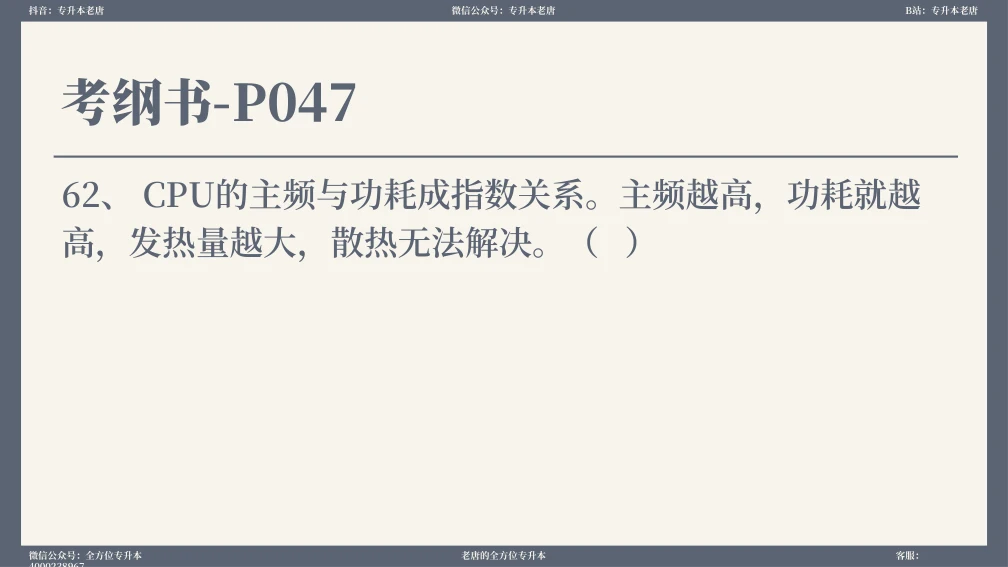 抖音：专升本老唐
微信公众号：专升本老唐
B站：专升本老唐
考纲书-P047
62、 CPU的主频与功耗成指数关系。主频越高，功耗就越
高，发热量越大，散热无法解决。（ ）
微信公众号：全方位专升本
老唐的全方位专升本
客服：
4000238967